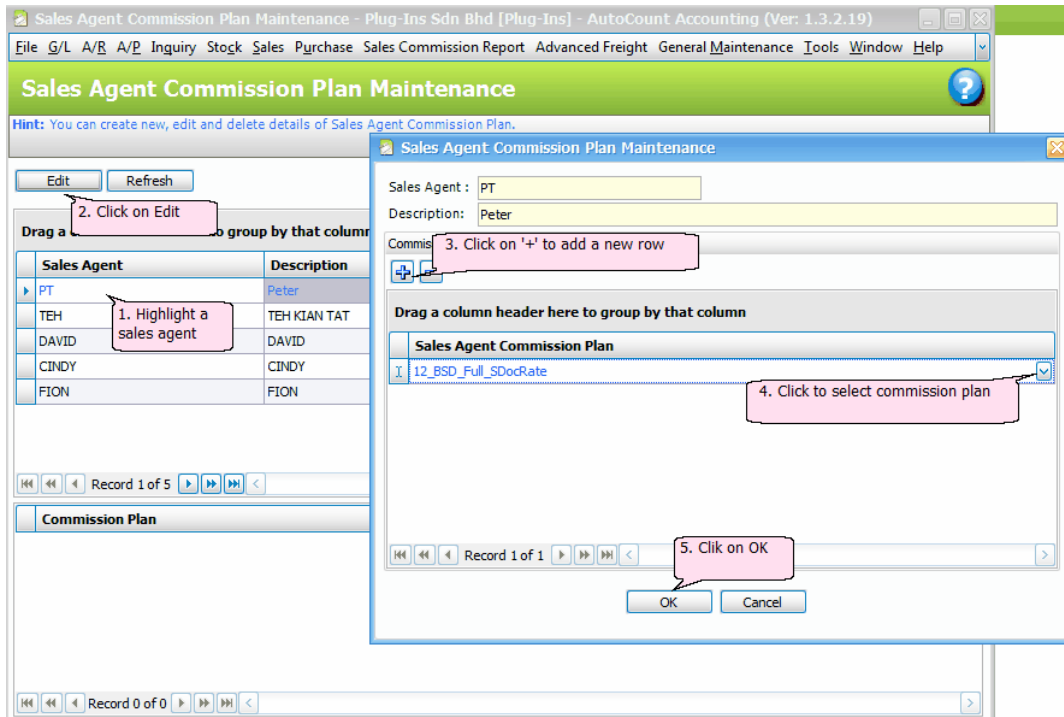 Sales Agent Commission Plan Maintenance - Plug-Ins Sdn Bhd [Plug-Ins] - AutoCount Accounting (Ver: 1.3.2.19)
File G/L A/R A/P Inquiry Stock Sales Purchase Sales Commission Report Advanced Freight General Maintenance Tools Window Help
Sales Agent Commission Plan Maintenance
Hint: You can create new, edit and delete details of Sales Agent Commission Plan.
Edit Refresh
2. Click on Edit
Drag a to group by that column
Sales Agent Description
PT Peter
TEH TEH KIAN TAT
DAVID DAVID
CINDY CINDY
FION FION
1. Highlight a
sales agent
Record 1 of 5
Commission Plan
Record 0 of 0
Sales Agent Commission Plan Maintenance
Sales Agent : PT
Description: Peter
Commis
3. Click on '+' to add a new row
Drag a column header here to group by that column
Sales Agent Commission Plan
12_BSD_Full_SDocRate
4. Click to select commission plan
Record 1 of 1
5. Clik on OK
OK Cancel